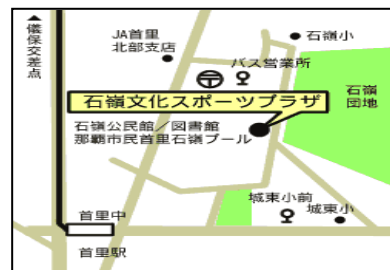 ▲儀保交差点
JA首里
北部支店
石嶺小
バス営業所
石嶺
団地
石嶺文化スポーツプラザ
石嶺公民館／図書館
那覇市民首里石嶺プール
城東小前
城東小
首里中
首里駅